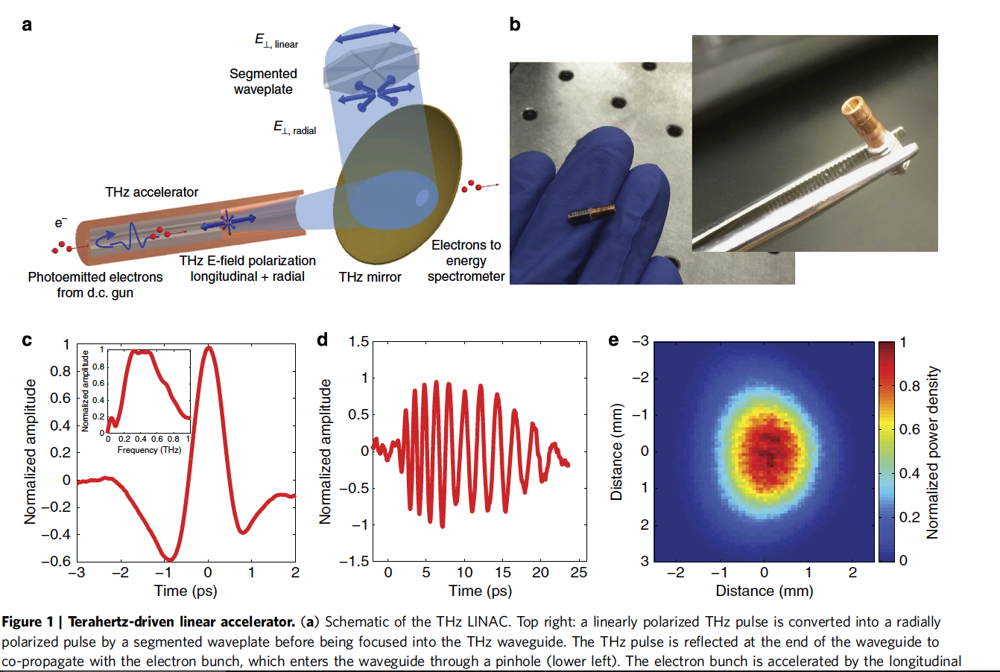 a
E⊥, linear
Segmented
waveplate
E⊥, radial
THz accelerator
e−
Photoemitted electrons
from d.c. gun
THz E-field polarization
longitudinal + radial
THz mirror
Electrons to
energy
spectrometer
b
c
Normalized amplitude
1
0.8
0.6
0.4
0.2
0
−0.2
−0.4
−0.6
−3 −2 −1 0 1 2
Time (ps)
Normalized amplitude
1
0.8
0.6
0.4
0.2
0
0 0.2 0.4 0.6 0.8 1
Frequency (THz)
d
Normalized amplitude
1.5
1
0.5
0
−0.5
−1
−1.5
0 5 10 15 20 25
Time (ps)
e
Distance (mm)
−3
−2
−1
0
1
2
3
−2 −1 0 1 2
Distance (mm)
1
0.8
0.6
0.4
0.2
0
Normalized power density
Figure 1 | Terahertz-driven linear accelerator. (a) Schematic of the THz LINAC. Top right: a linearly polarized THz pulse is converted into a radially
polarized pulse by a segmented waveplate before being focused into the THz waveguide. The THz pulse is reflected at the end of the waveguide to
co-propagate with the electron bunch, which enters the waveguide through a pinhole (lower left). The electron bunch is accelerated by the longitudinal